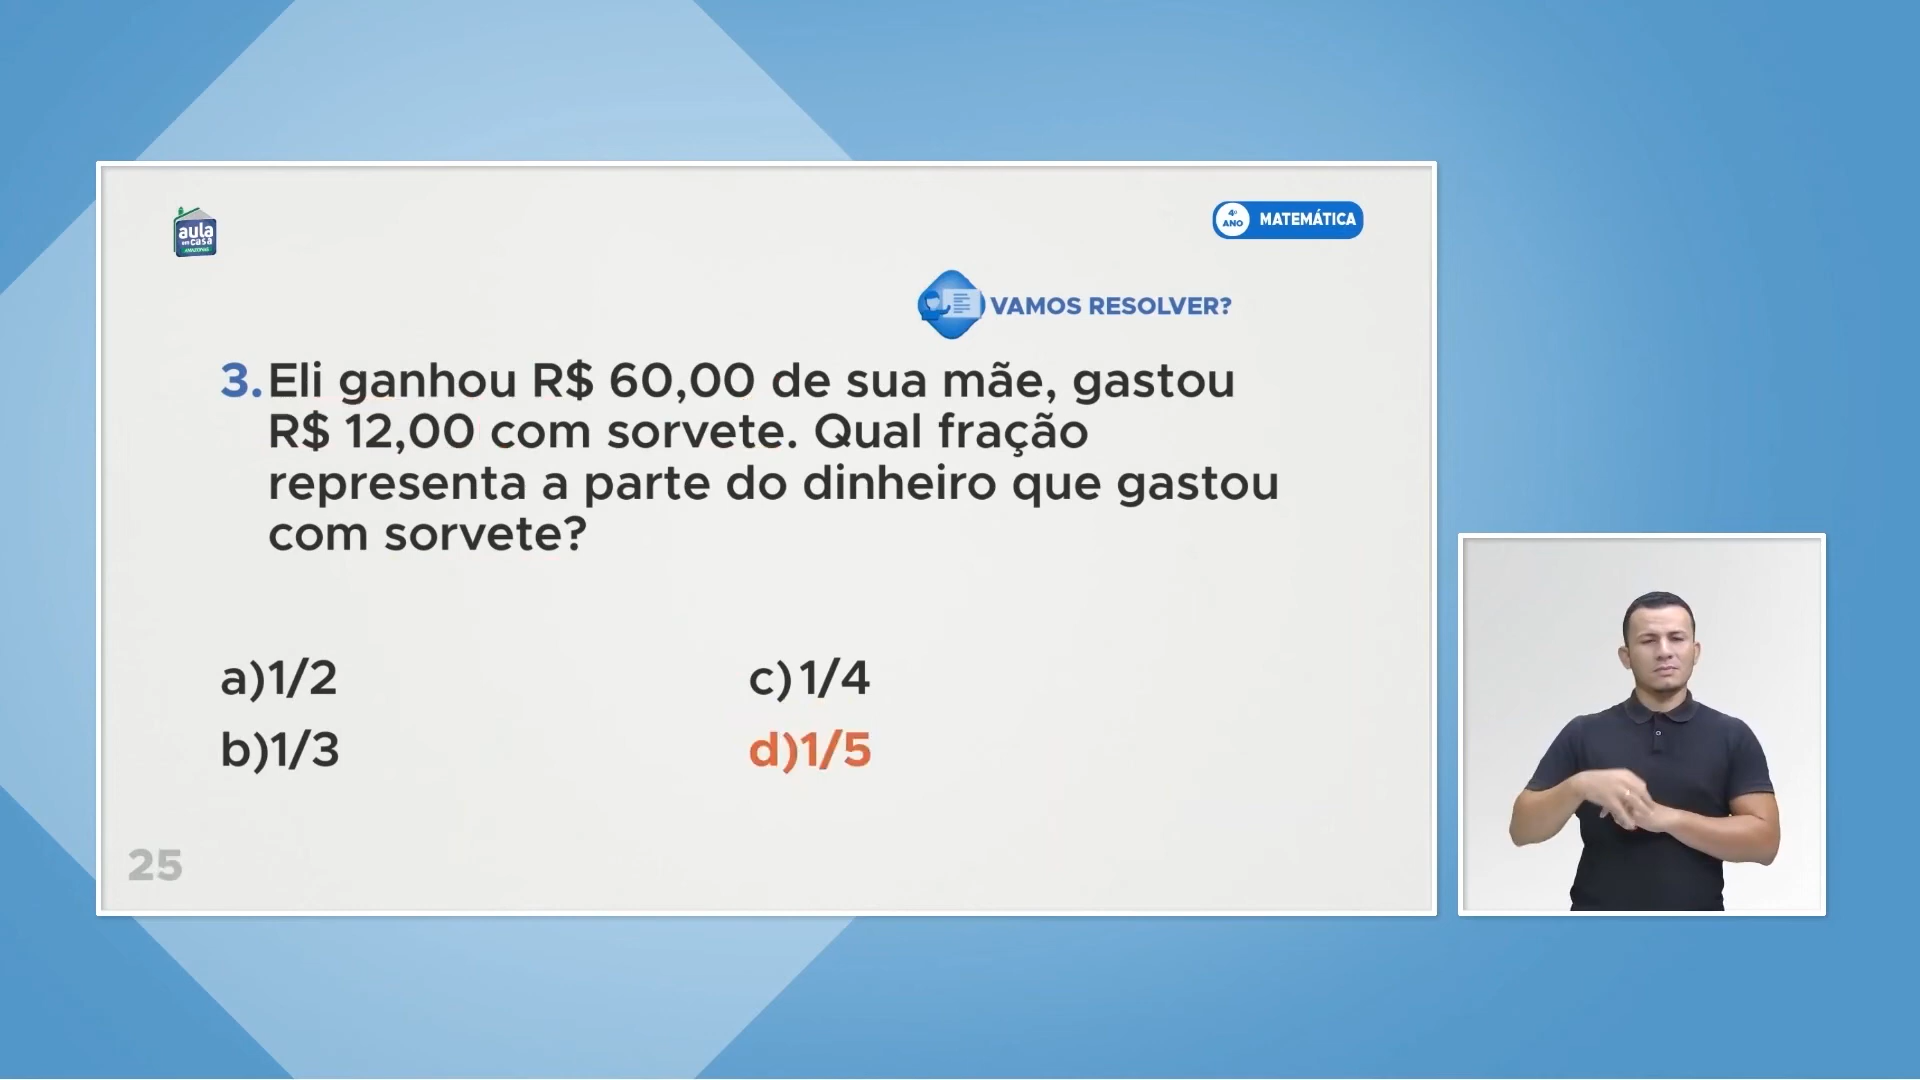 aula
em casa
AMAZONAS
4º
ANO
MATEMÁTICA
VAMOS RESOLVER?
3. Eli ganhou R$ 60,00 de sua mãe, gastou
R$ 12,00 com sorvete. Qual fração
representa a parte do dinheiro que gastou
com sorvete?
a) 1/2
c) 1/4
b) 1/3
d) 1/5
25